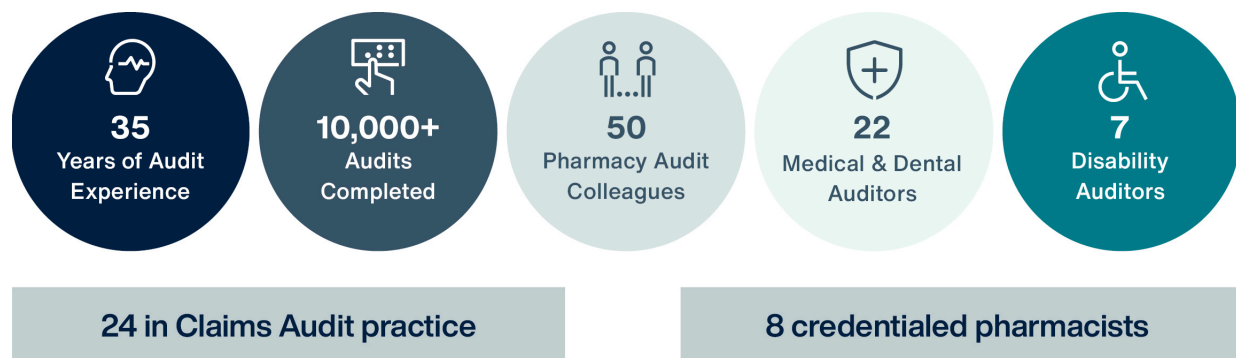 35
Years of Audit
Experience
10,000+
Audits
Completed
50
Pharmacy Audit
Colleagues
22
Medical & Dental
Auditors
7
Disability
Auditors
24 in Claims Audit practice
8 credentialed pharmacists